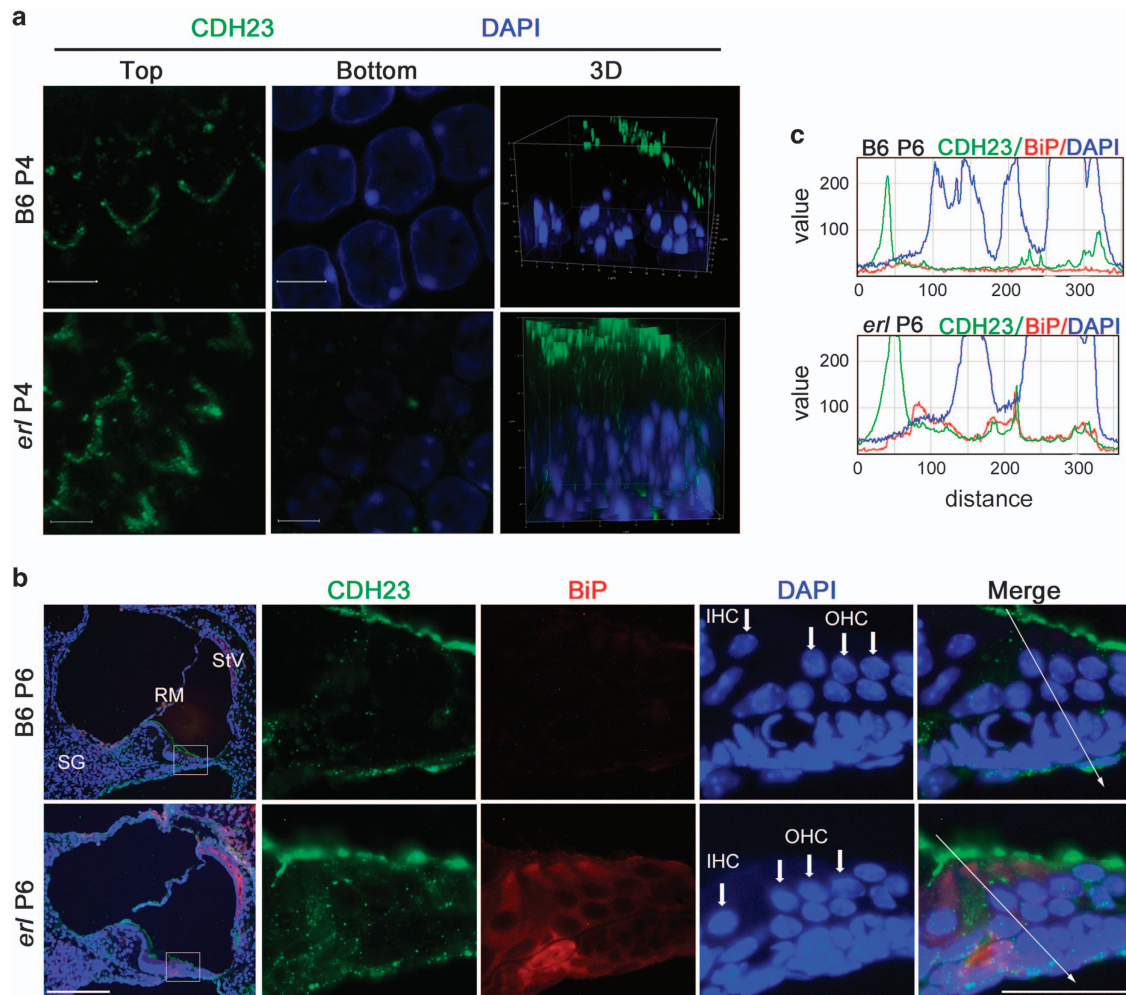 a
CDH23 DAPI
Top Bottom 3D
B6 P4
erl P4
c
B6 P6 CDH23/BiP/DAPI
value
200
100
0 100 200 300
erl P6 CDH23/BiP/DAPI
value
200
100
0 100 200 300
distance
b
CDH23 BiP DAPI Merge
B6 P6
StV
RM
SG
IHC
OHC
erl P6
IHC
OHC